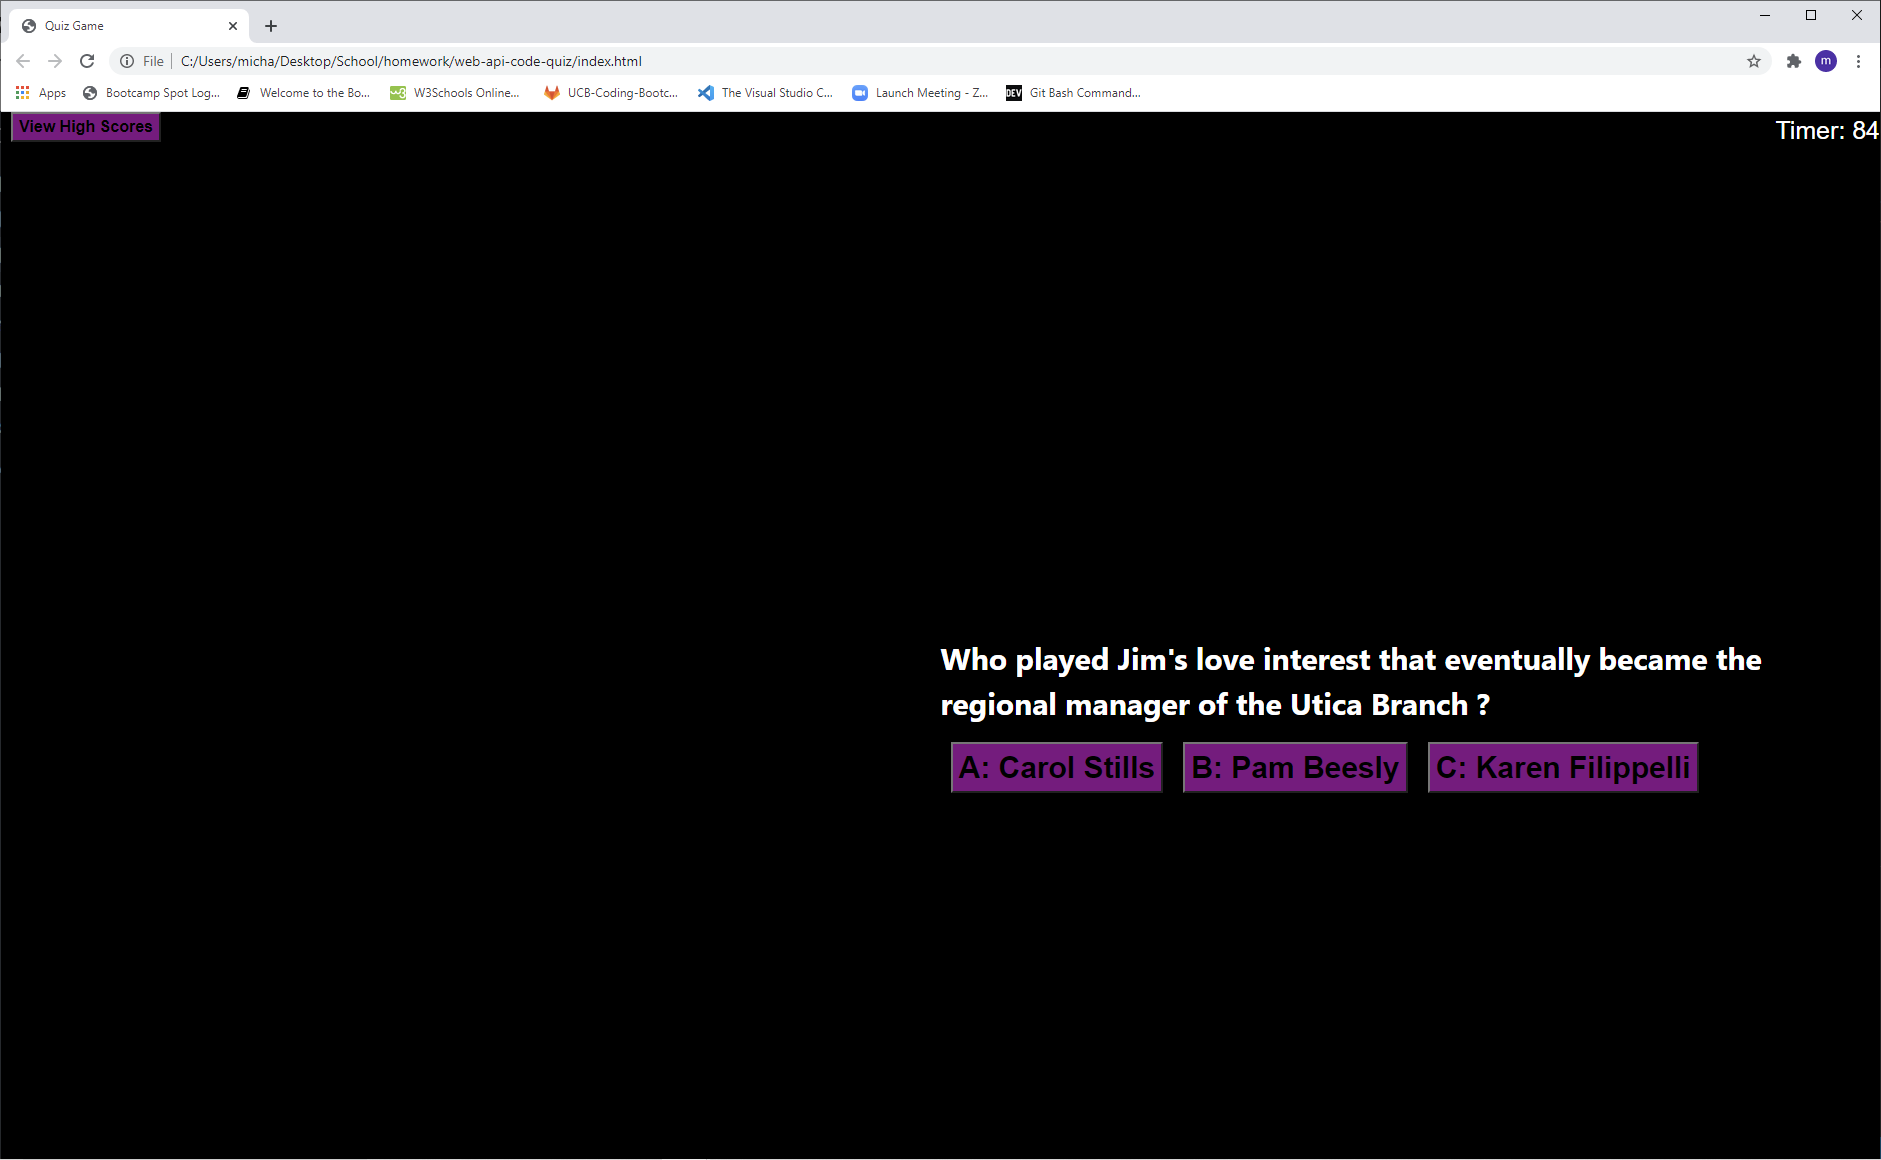 Quiz Game
File
C:/Users/micha/Desktop/School/homework/web-api-code-quiz/index.html
m
Apps
Bootcamp Spot Log...
Welcome to the Bo...
w3
W3Schools Online...
UCB-Coding-Bootc...
The Visual Studio C...
Launch Meeting - Z...
DEV
Git Bash Command...
View High Scores
Timer: 84
Who played Jim's love interest that eventually became the
regional manager of the Utica Branch ?
A: Carol Stills
B: Pam Beesly
C: Karen Filippelli